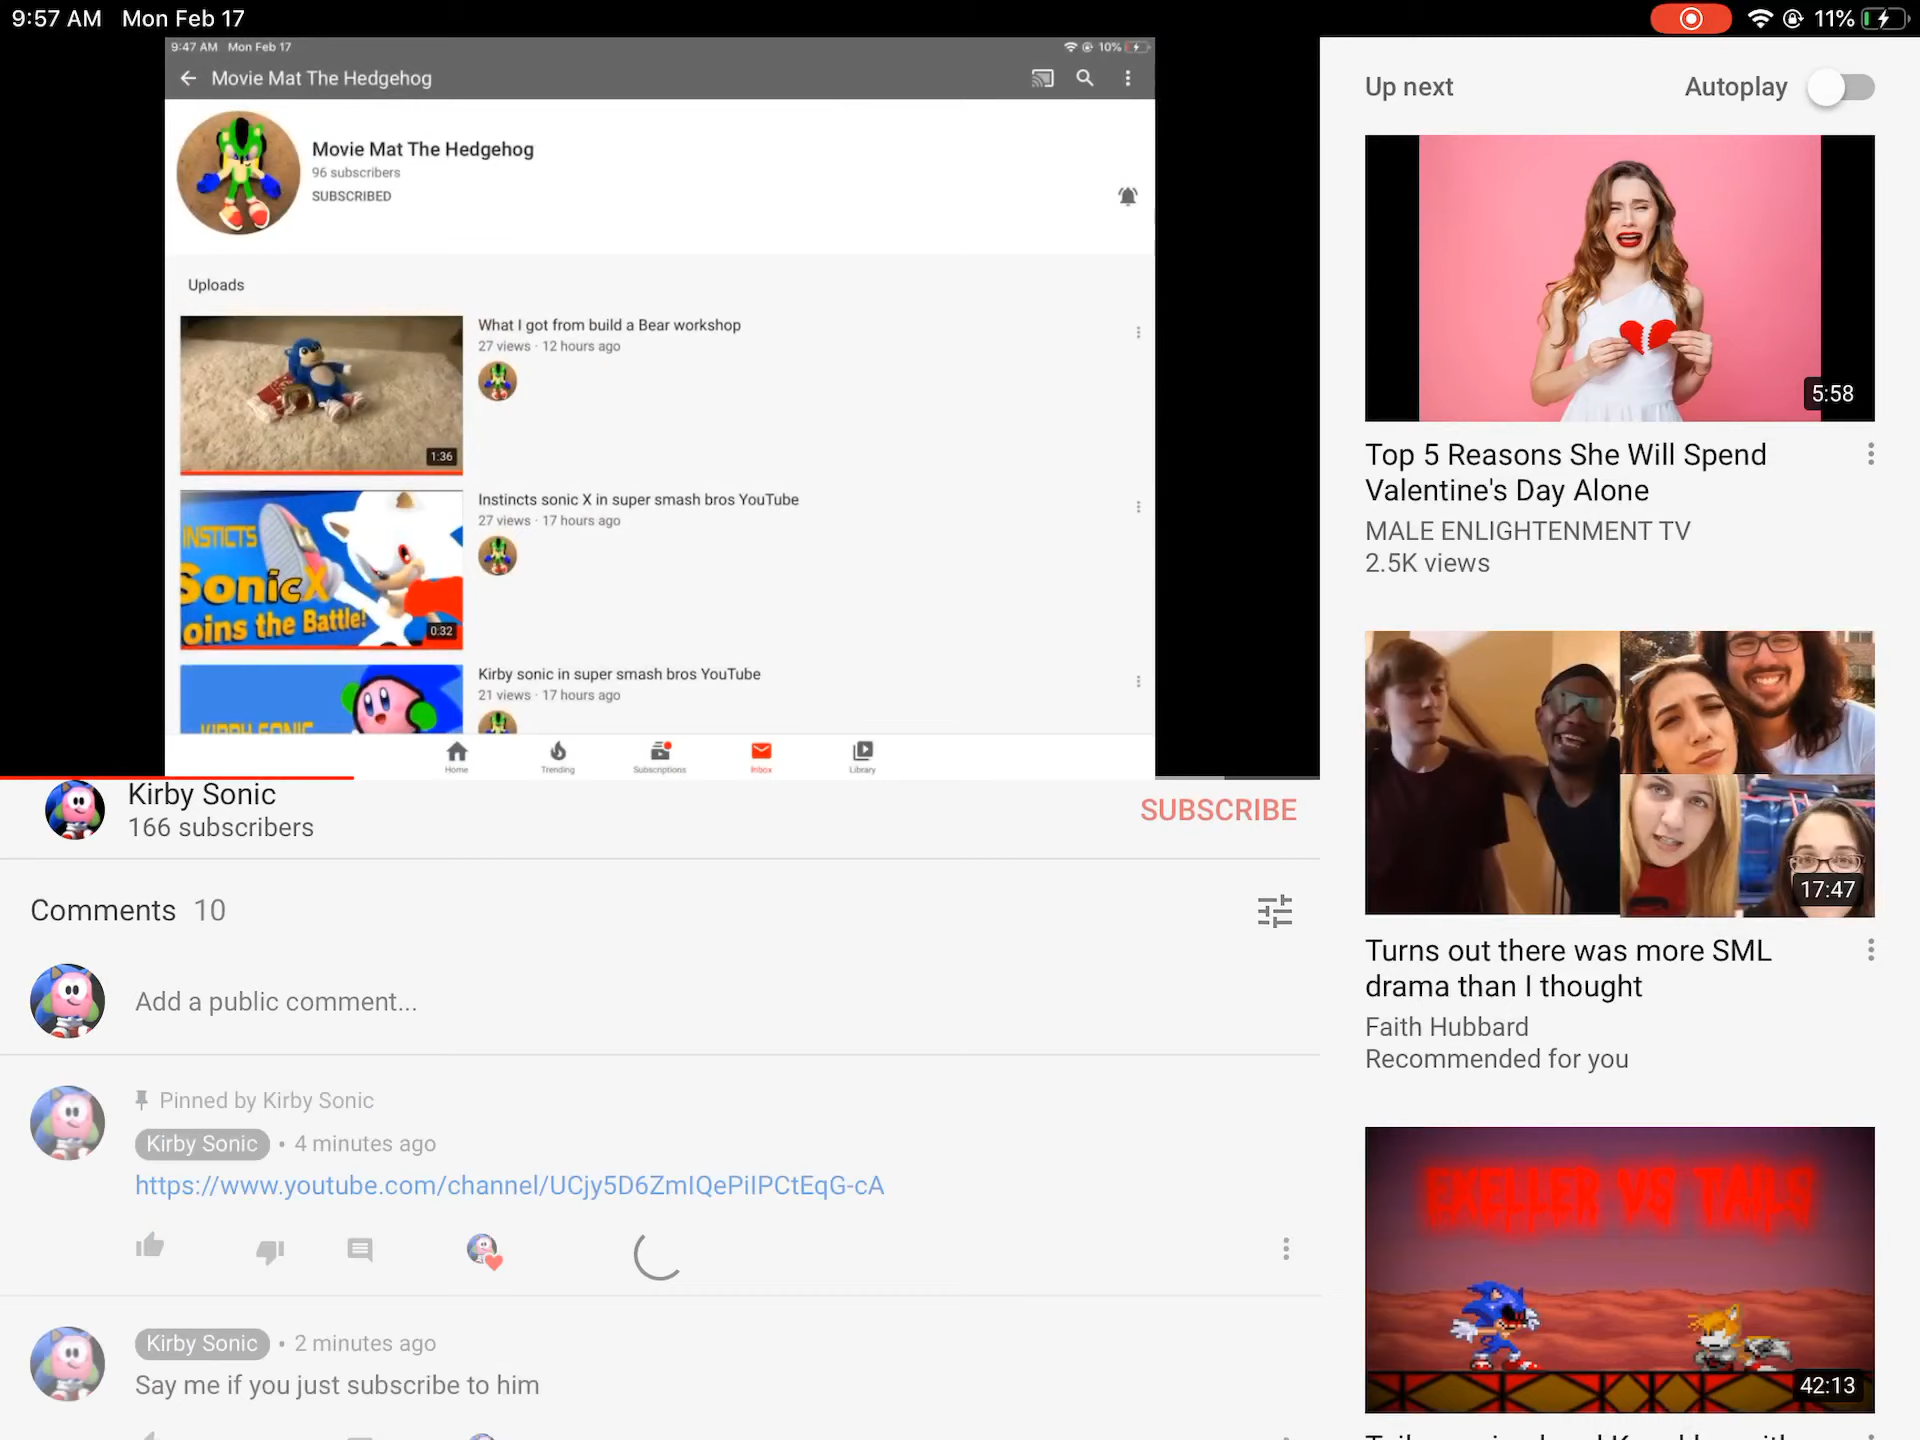 9:57 AM Mon Feb 17
11%
9:47 AM Mon Feb 17
10%
Movie Mat The Hedgehog
Movie Mat The Hedgehog
96 subscribers
SUBSCRIBED
Uploads
What I got from build a Bear workshop
27 views · 12 hours ago
1:36
Instincts sonic X in super smash bros YouTube
27 views · 17 hours ago
INSTICTS
SonicX
oins the Battle!
0:32
Kirby sonic in super smash bros YouTube
21 views · 17 hours ago
KIRBY SONIC
Home
Trending
Subscriptions
Inbox
Library
Kirby Sonic
166 subscribers
SUBSCRIBE
Comments 10
Add a public comment...
Pinned by Kirby Sonic
Kirby Sonic • 4 minutes ago
https://www.youtube.com/channel/UCjy5D6ZmIQePiIPCtEqG-cA
Kirby Sonic • 2 minutes ago
Say me if you just subscribe to him
Up next
Autoplay
5:58
Top 5 Reasons She Will Spend
Valentine's Day Alone
MALE ENLIGHTENMENT TV
2.5K views
17:47
Turns out there was more SML
drama than I thought
Faith Hubbard
Recommended for you
EXELLER VS TAILS
42:13